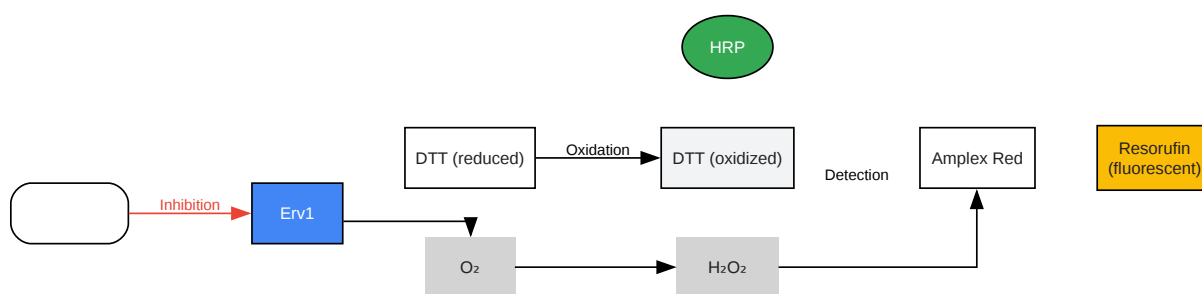 HRP
DTT (reduced)
Oxidation
DTT (oxidized)
Detection
Amplex Red
Resorufin
(fluorescent)
Inhibition
Erv1
O₂
H₂O₂